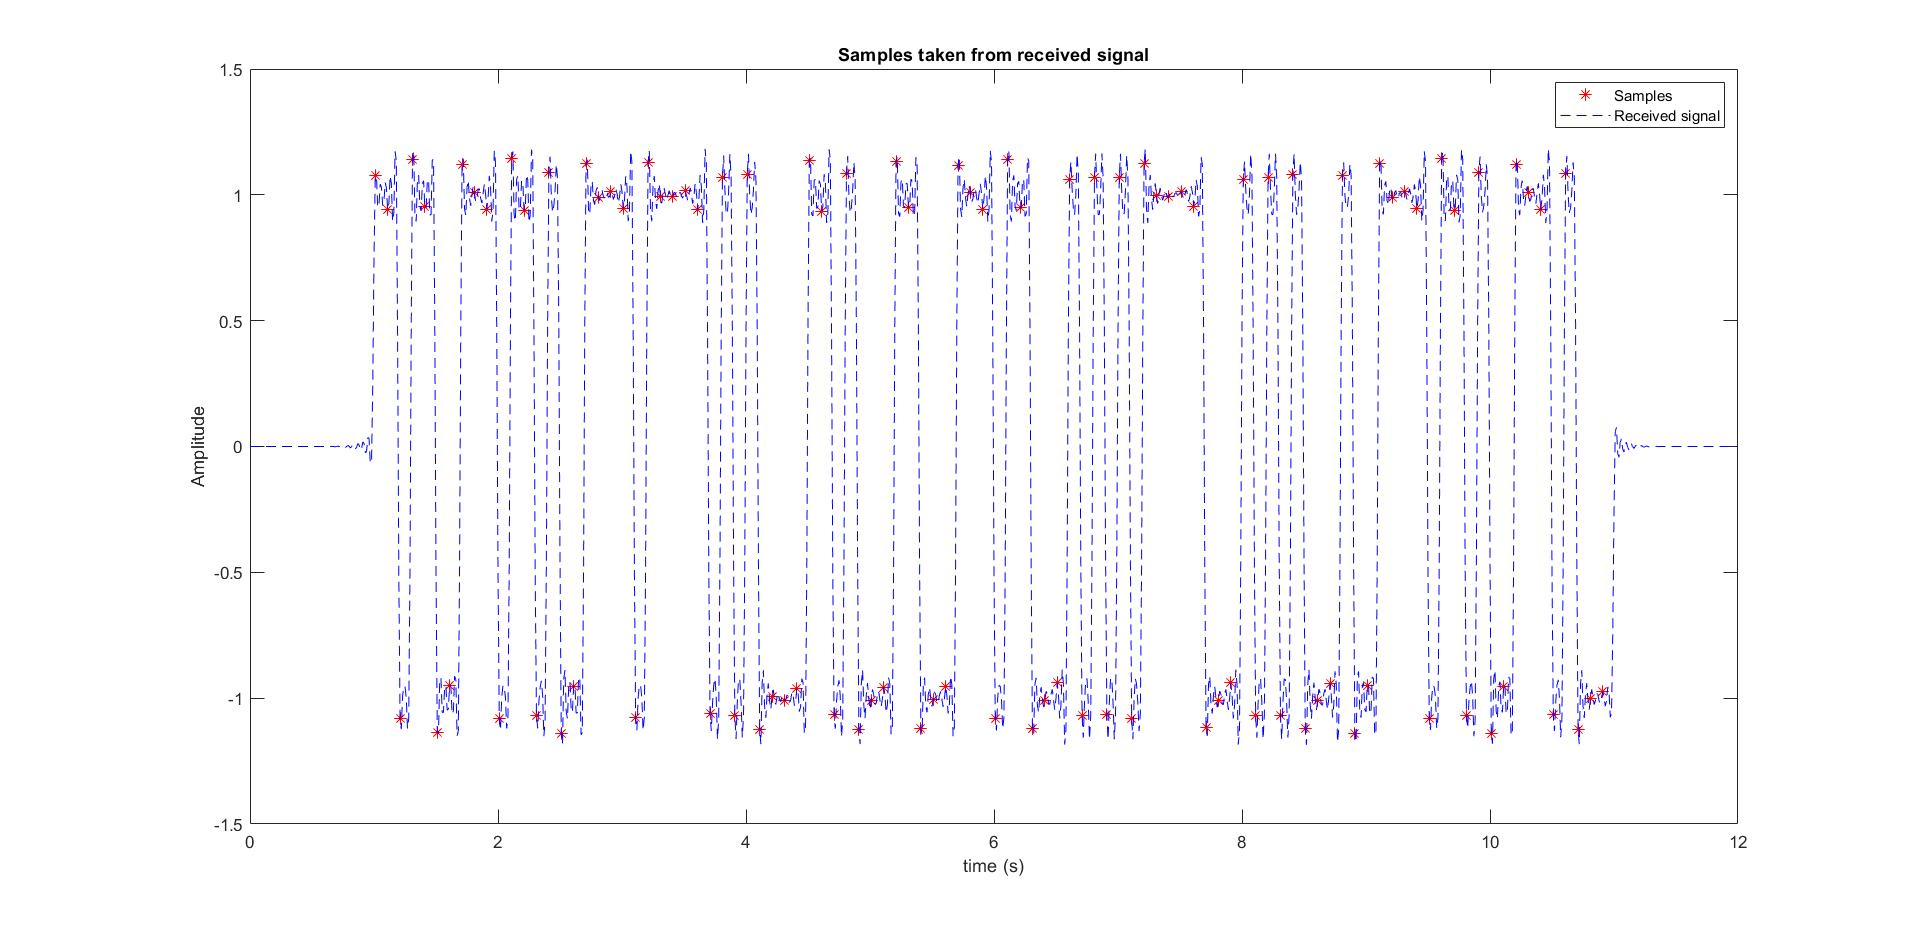 Samples taken from received signal
1.5
Samples
Received signal
1
0.5
0
-0.5
-1
-1.5
Amplitude
0 2 4 6 8 10 12
time (s)